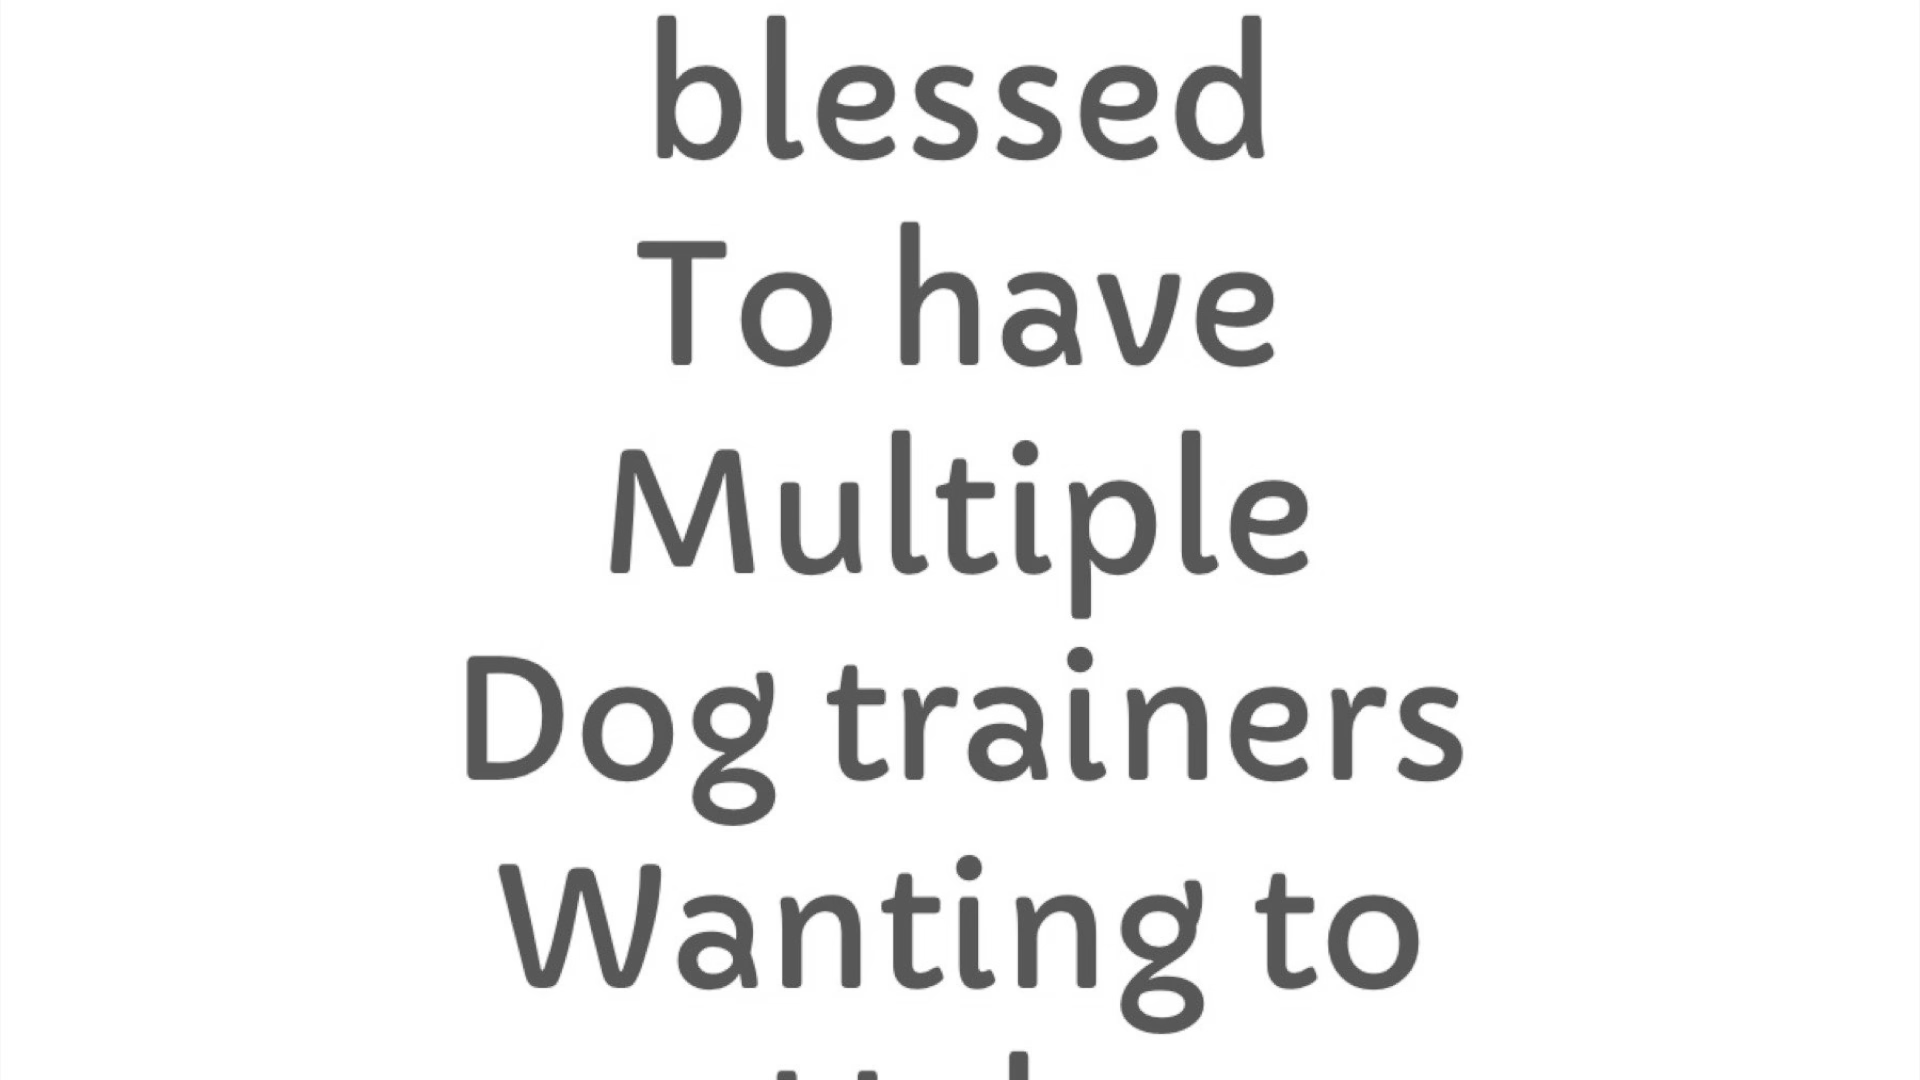 blessed
To have
Multiple
Dog trainers
Wanting to